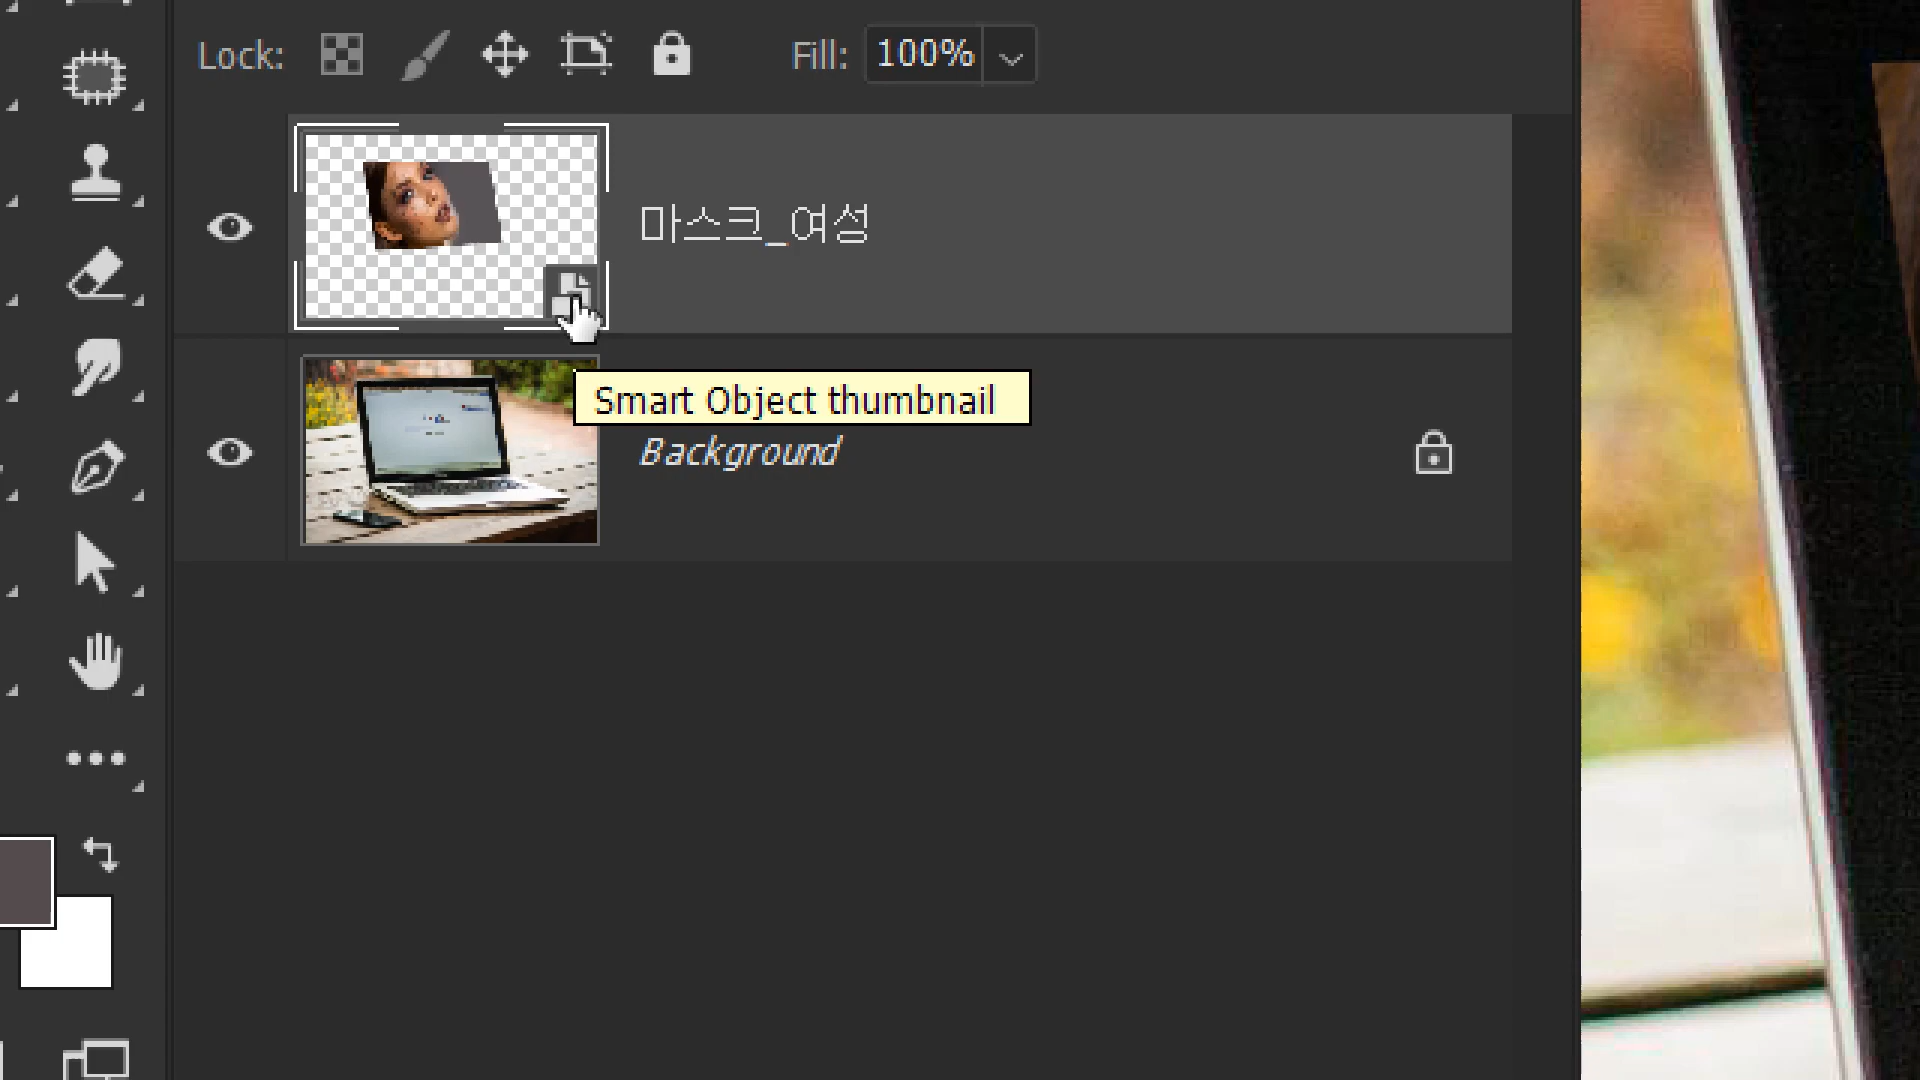 Lock:
Fill: 100%
마스크_여성
Smart Object thumbnail
Background